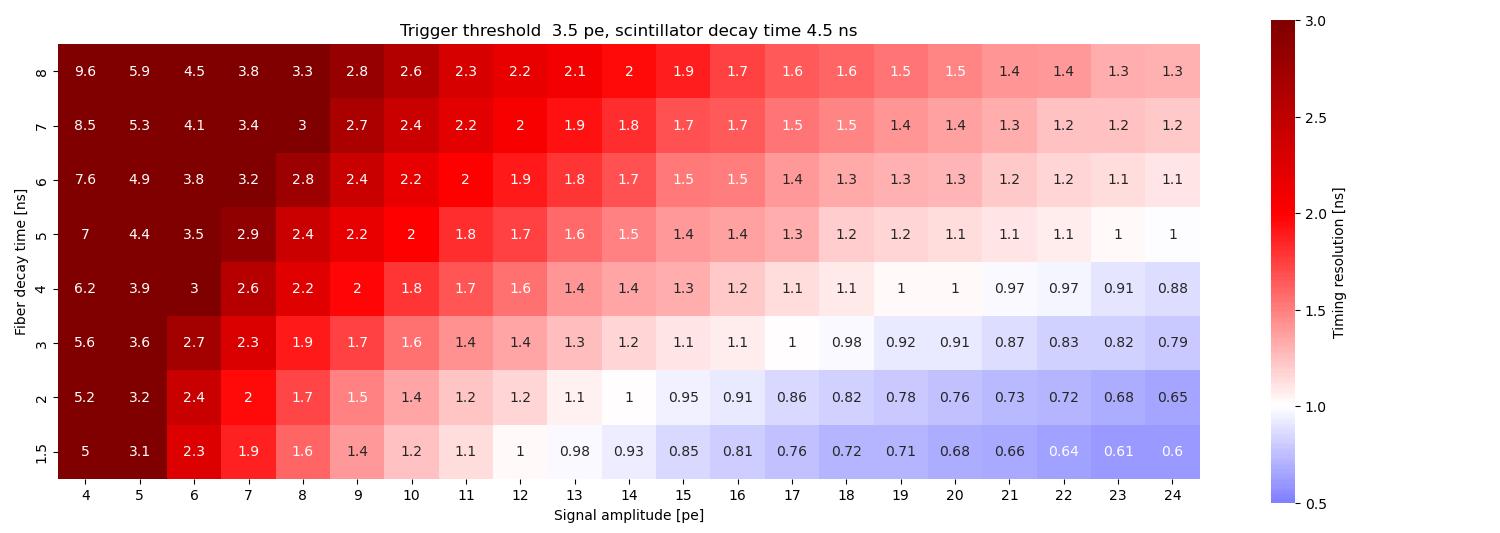 Trigger threshold  3.5 pe, scintillator decay time 4.5 ns
8 9.6 5.9 4.5 3.8 3.3 2.8 2.6 2.3 2.2 2.1 2 1.9 1.7 1.6 1.6 1.5 1.5 1.4 1.4 1.3 1.3
7 8.5 5.3 4.1 3.4 3 2.7 2.4 2.2 2 1.9 1.8 1.7 1.7 1.5 1.5 1.4 1.4 1.3 1.2 1.2 1.2
6 7.6 4.9 3.8 3.2 2.8 2.4 2.2 2 1.9 1.8 1.7 1.5 1.5 1.4 1.3 1.3 1.3 1.2 1.2 1.1 1.1
5 7 4.4 3.5 2.9 2.4 2.2 2 1.8 1.7 1.6 1.5 1.4 1.4 1.3 1.2 1.2 1.1 1.1 1.1 1 1
4 6.2 3.9 3 2.6 2.2 2 1.8 1.7 1.6 1.4 1.4 1.3 1.2 1.1 1.1 1 1 0.97 0.97 0.91 0.88
3 5.6 3.6 2.7 2.3 1.9 1.7 1.6 1.4 1.4 1.3 1.2 1.1 1.1 1 0.98 0.92 0.91 0.87 0.83 0.82 0.79
2 5.2 3.2 2.4 2 1.7 1.5 1.4 1.2 1.2 1.1 1 0.95 0.91 0.86 0.82 0.78 0.76 0.73 0.72 0.68 0.65
1.5 5 3.1 2.3 1.9 1.6 1.4 1.2 1.1 1 0.98 0.93 0.85 0.81 0.76 0.72 0.71 0.68 0.66 0.64 0.61 0.6
4 5 6 7 8 9 10 11 12 13 14 15 16 17 18 19 20 21 22 23 24
Signal amplitude [pe]
Fiber decay time [ns]
3.0
2.5
2.0
1.5
1.0
0.5
Timing resolution [ns]